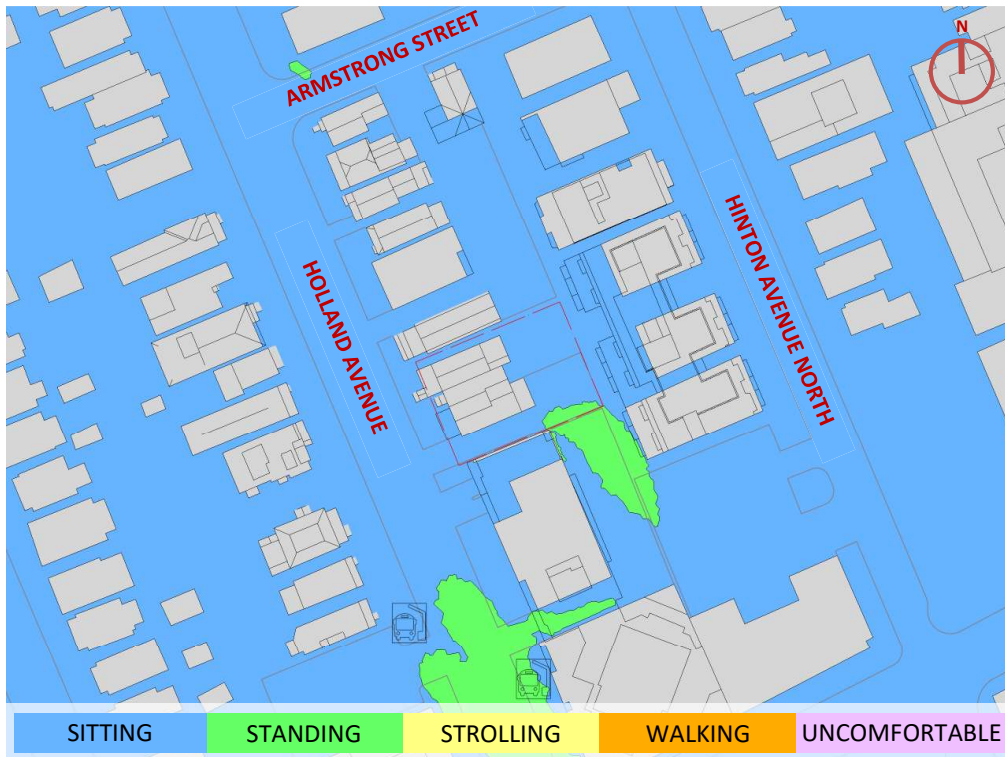 N
ARMSTRONG STREET
HOLLAND AVENUE
HINTON AVENUE NORTH
SITTING
STANDING
STROLLING
WALKING
UNCOMFORTABLE